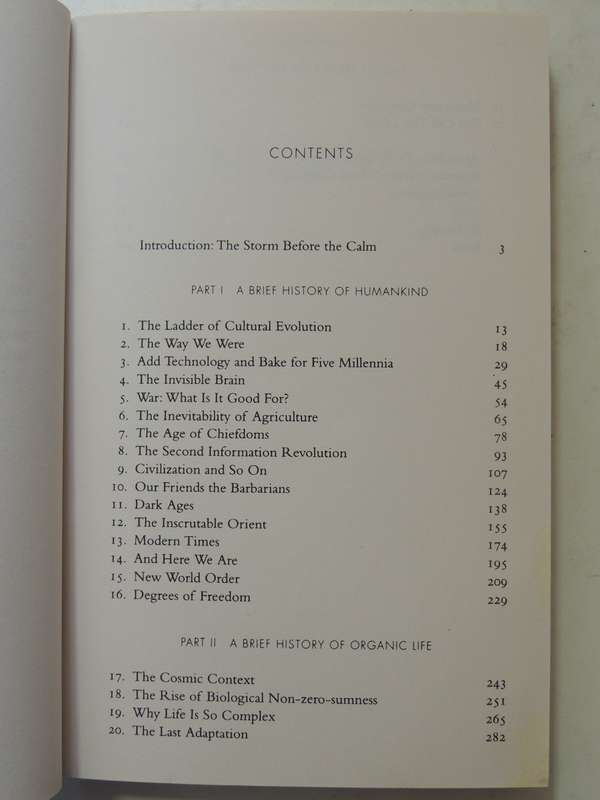 CONTENTS
Introduction: The Storm Before the Calm 3
PART I A BRIEF HISTORY OF HUMANKIND
1. The Ladder of Cultural Evolution 13
2. The Way We Were 18
3. Add Technology and Bake for Five Millennia 29
4. The Invisible Brain 45
5. War: What Is It Good For? 54
6. The Inevitability of Agriculture 65
7. The Age of Chiefdoms 78
8. The Second Information Revolution 93
9. Civilization and So On 107
10. Our Friends the Barbarians 124
11. Dark Ages 138
12. The Inscrutable Orient 155
13. Modern Times 174
14. And Here We Are 195
15. New World Order 209
16. Degrees of Freedom 229
PART II A BRIEF HISTORY OF ORGANIC LIFE
17. The Cosmic Context 243
18. The Rise of Biological Non-zero-sumness 251
19. Why Life Is So Complex 265
20. The Last Adaptation 282